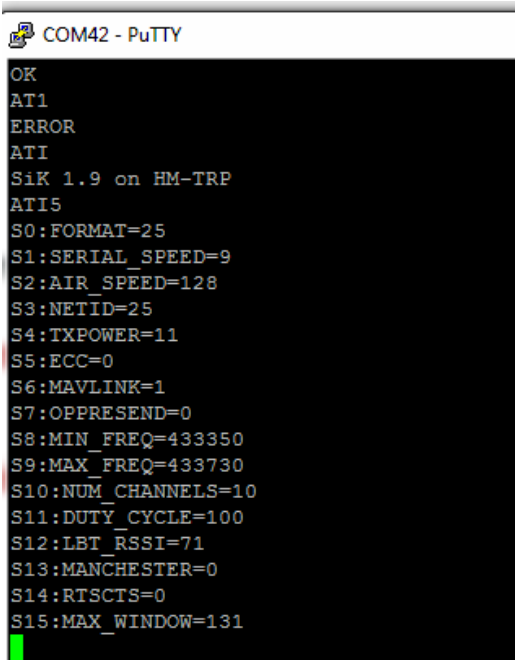 COM42 - PuTTY
OK
AT1
ERROR
ATI
SiK 1.9 on HM-TRP
ATI5
S0:FORMAT=25
S1:SERIAL_SPEED=9
S2:AIR_SPEED=128
S3:NETID=25
S4:TXPOWER=11
S5:ECC=0
S6:MAVLINK=1
S7:OPPRESEND=0
S8:MIN_FREQ=433350
S9:MAX_FREQ=433730
S10:NUM_CHANNELS=10
S11:DUTY_CYCLE=100
S12:LBT_RSSI=71
S13:MANCHESTER=0
S14:RTSCTS=0
S15:MAX_WINDOW=131